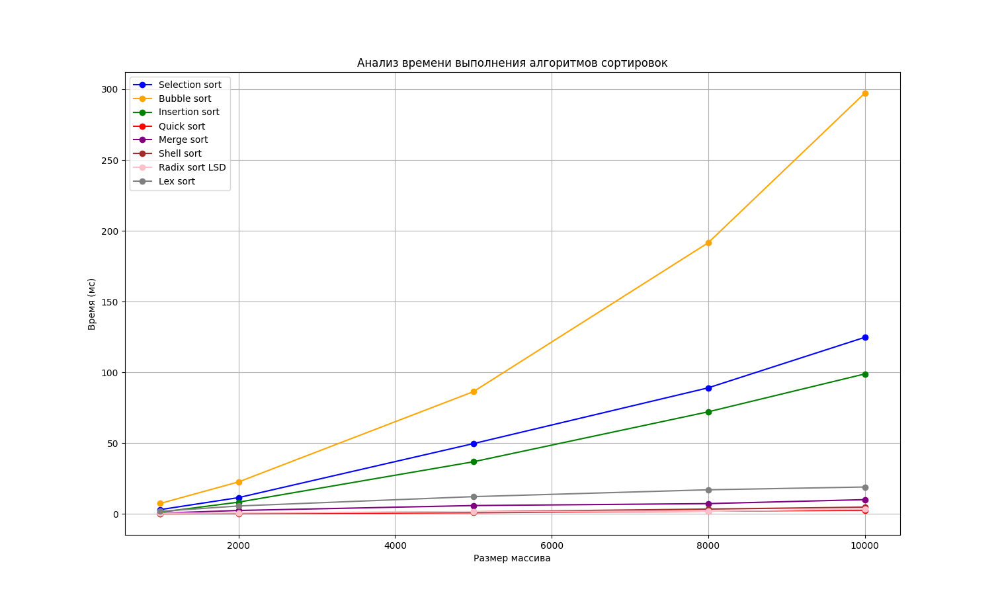 Анализ времени выполнения алгоритмов сортировок
Selection sort
Bubble sort
Insertion sort
Quick sort
Merge sort
Shell sort
Radix sort LSD
Lex sort
300
250
200
150
100
50
0
Время (мс)
2000 4000 6000 8000 10000
Размер массива